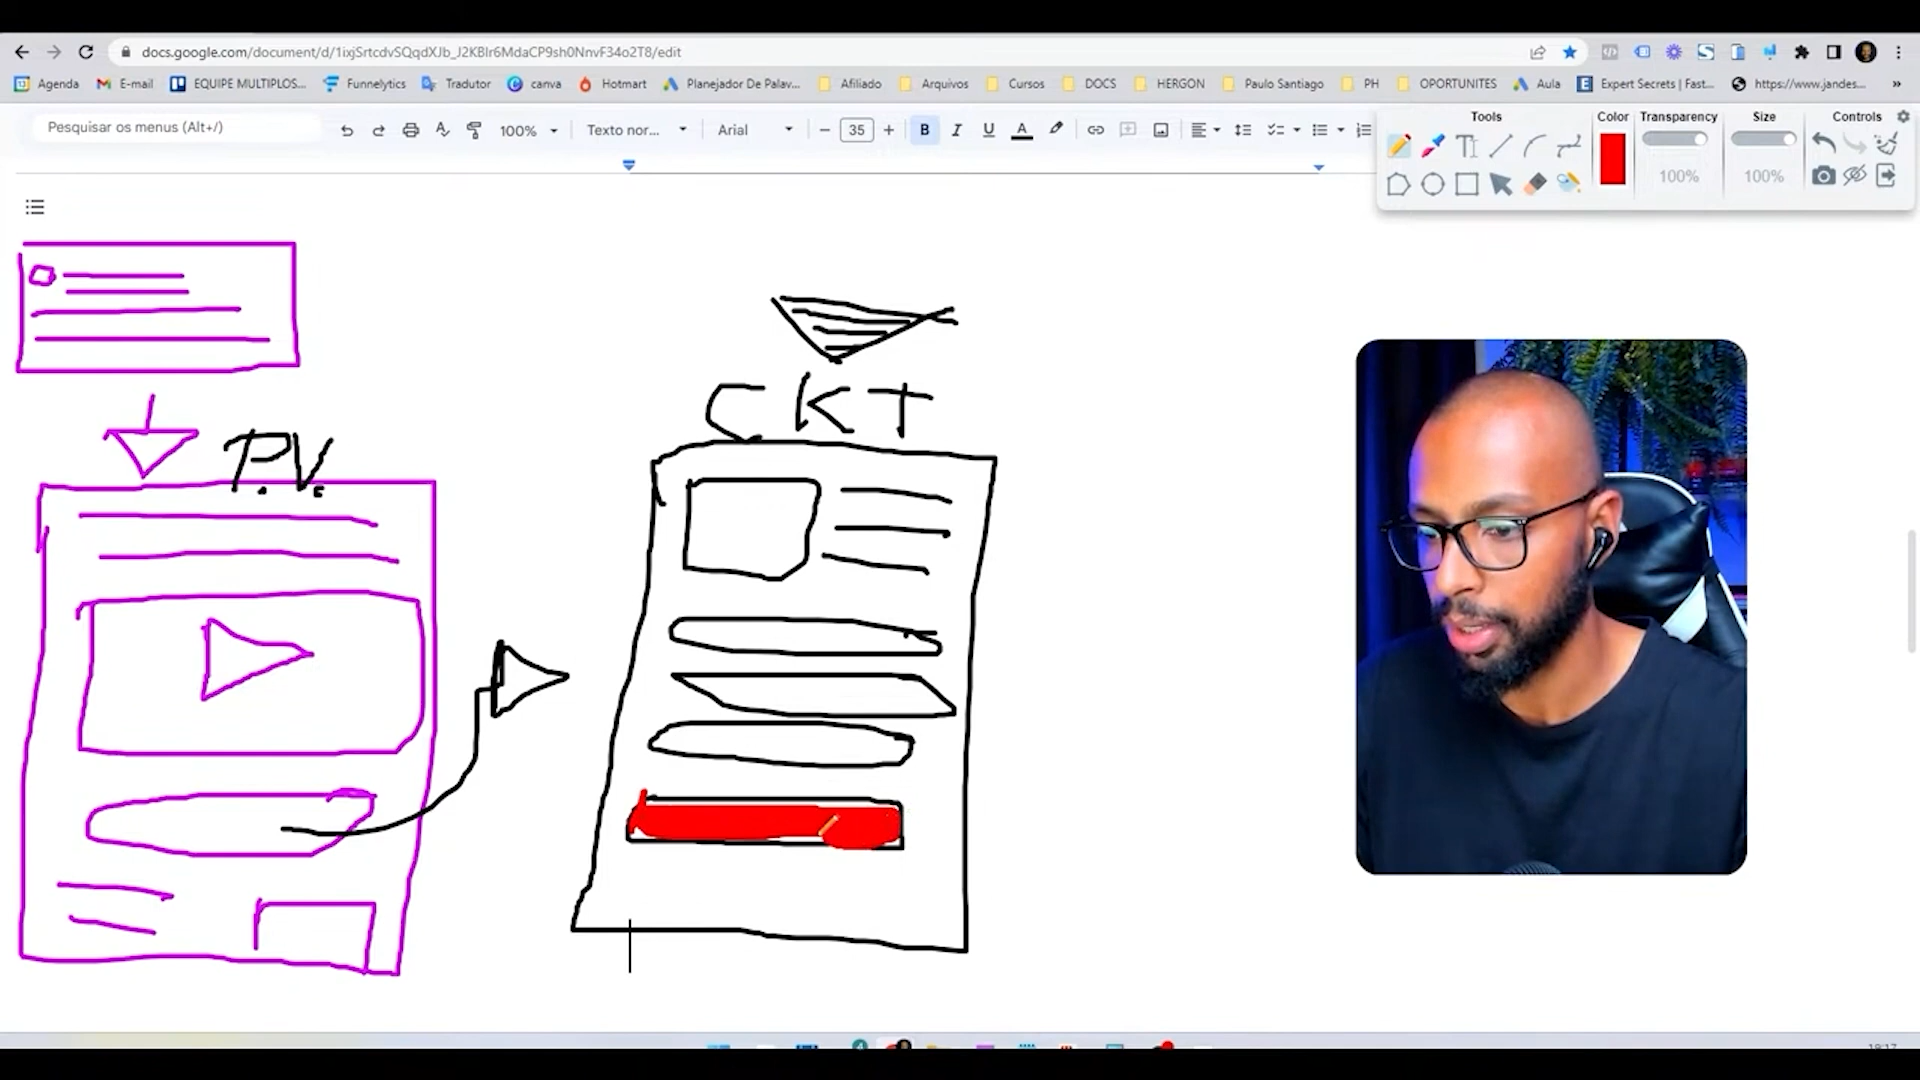 docs.google.com/document/d/1ixjSrtcdvSQqdXJb_J2KBIr6MdaCP9sh0NnvF34o2T8/edit
Agenda E-mail EQUIPE MULTIPLOS... Funnelytics Tradutor canva Hotmart Planejador De Palav... Afiliado Arquivos Cursos DOCS HERGON Paulo Santiago PH OPORTUNITES Aula Expert Secrets | Fast... https://www.jandes... »
Pesquisar os menus (Alt+/) 100% Texto nor... Arial 35 B I U A
Tools Color Transparency Size Controls
100% 100%
CKT
P.V.